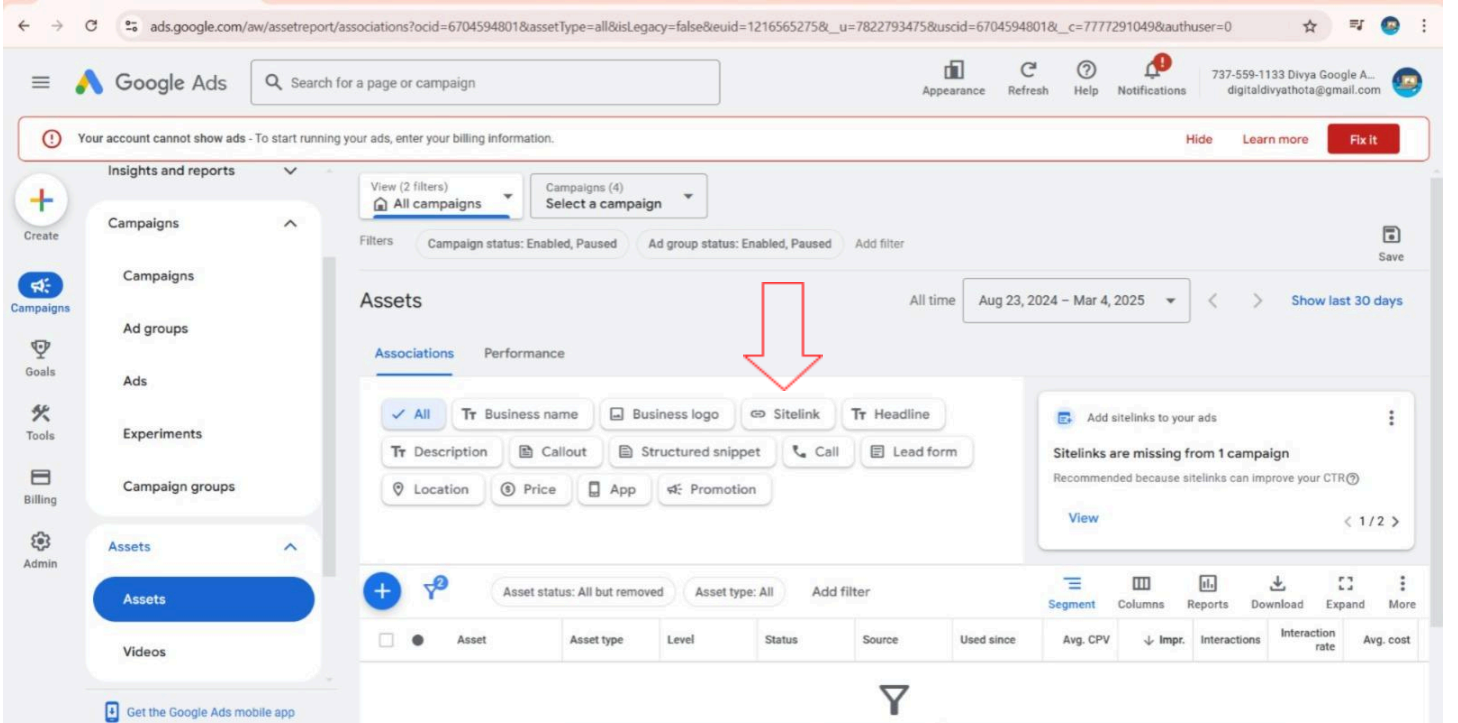 ads.google.com/aw/assetreport/associations?ocid=6704594801&assetType=all&isLegacy=false&euid=1216565275&__u=7822793475&uscid=6704594801&__c=7777291049&authuser=0
Google Ads
Search for a page or campaign
Appearance
Refresh
Help
Notifications
737-559-1133 Divya Google A...
digitaldivyathota@gmail.com
Your account cannot show ads - To start running your ads, enter your billing information.
Hide
Learn more
Fix it
Create
Campaigns
Goals
Tools
Billing
Admin
Insights and reports
Campaigns
Campaigns
Ad groups
Ads
Experiments
Campaign groups
Assets
Assets
Videos
Get the Google Ads mobile app
View (2 filters)
All campaigns
Campaigns (4)
Select a campaign
Filters
Campaign status: Enabled, Paused
Ad group status: Enabled, Paused
Add filter
Save
Assets
All time
Aug 23, 2024 – Mar 4, 2025
Show last 30 days
Associations
Performance
All
Tт Business name
Business logo
Sitelink
Tт Headline
Tт Description
Callout
Structured snippet
Call
Lead form
Location
Price
App
Promotion
Add sitelinks to your ads
Sitelinks are missing from 1 campaign
Recommended because sitelinks can improve your CTR
View
1 / 2
2
Asset status: All but removed
Asset type: All
Add filter
Segment
Columns
Reports
Download
Expand
More
Asset
Asset type
Level
Status
Source
Used since
Avg. CPV
Impr.
Interactions
Interaction
rate
Avg. cost